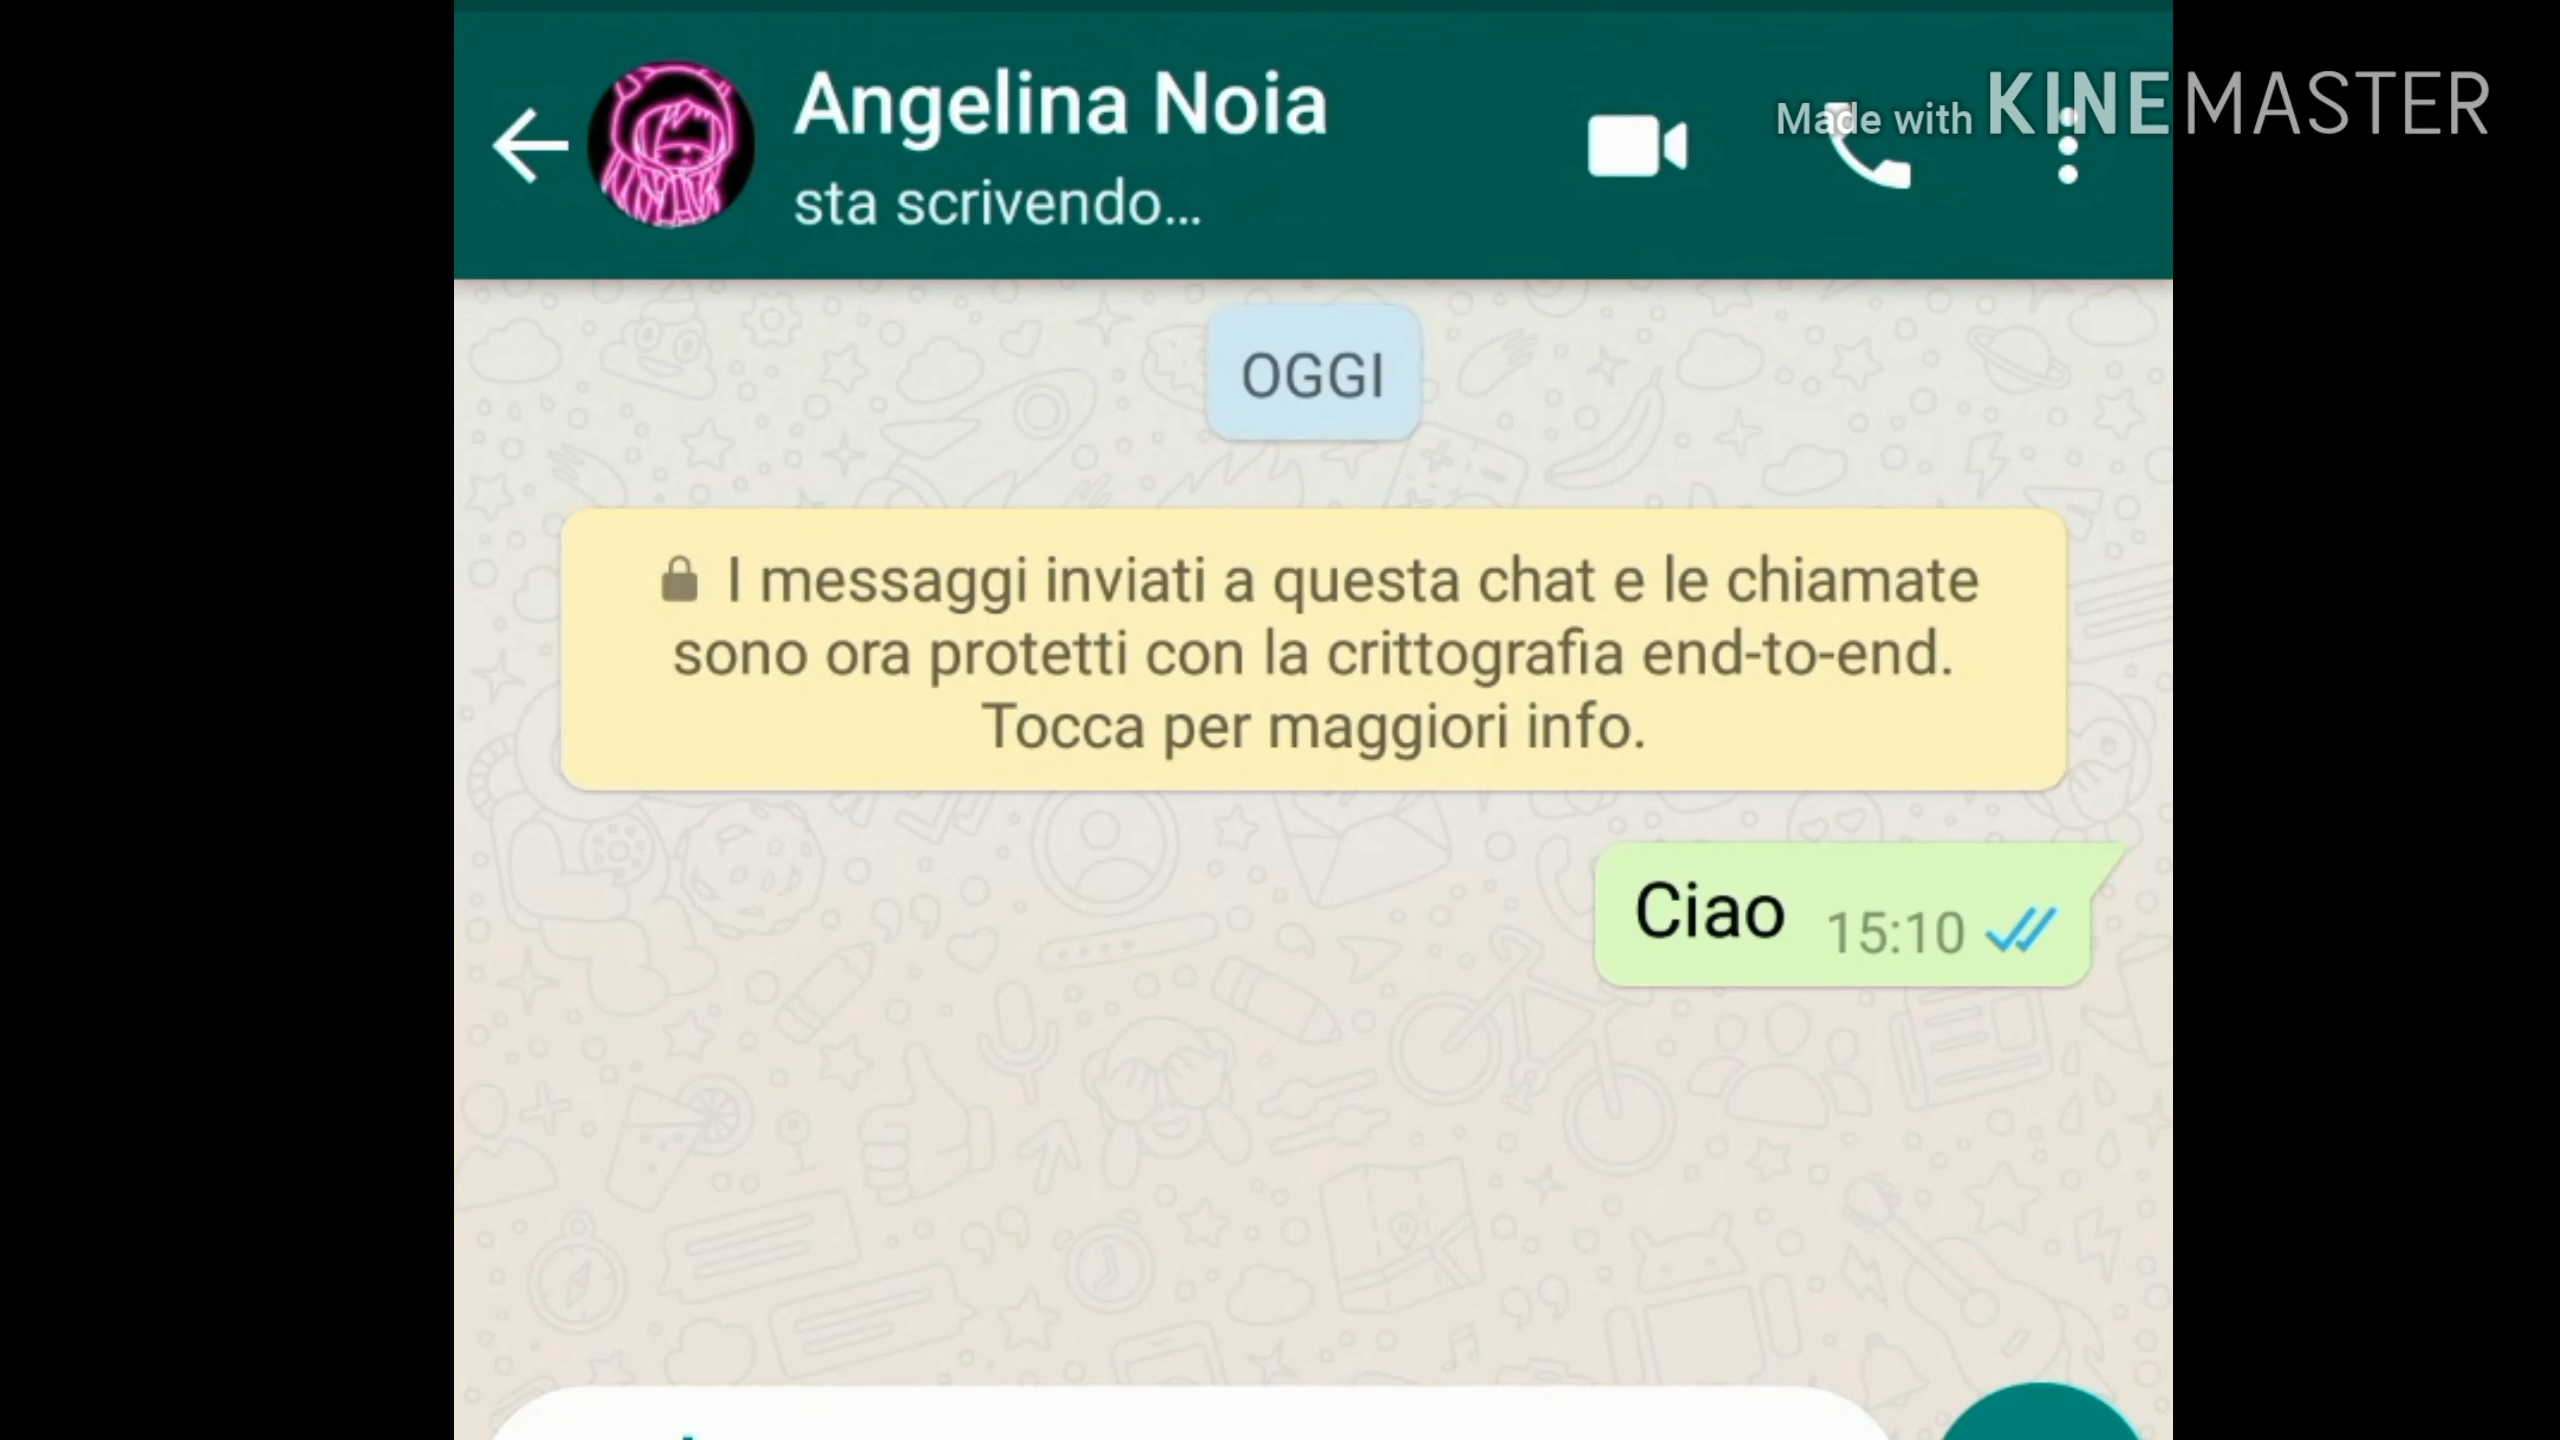 Angelina Noia
sta scrivendo...
Made with KINEMASTER
OGGI
I messaggi inviati a questa chat e le chiamate
sono ora protetti con la crittografia end-to-end.
Tocca per maggiori info.
Ciao 15:10